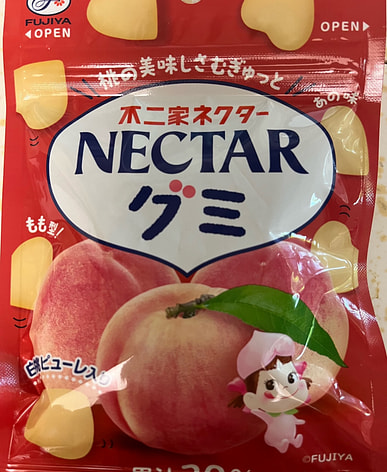 FUJIYA
OPEN
OPEN
桃の美味しさむぎゅっと
あの味
不二家ネクター
NECTAR
グミ
もも型!
白桃ピューレ入り
©FUJIYA